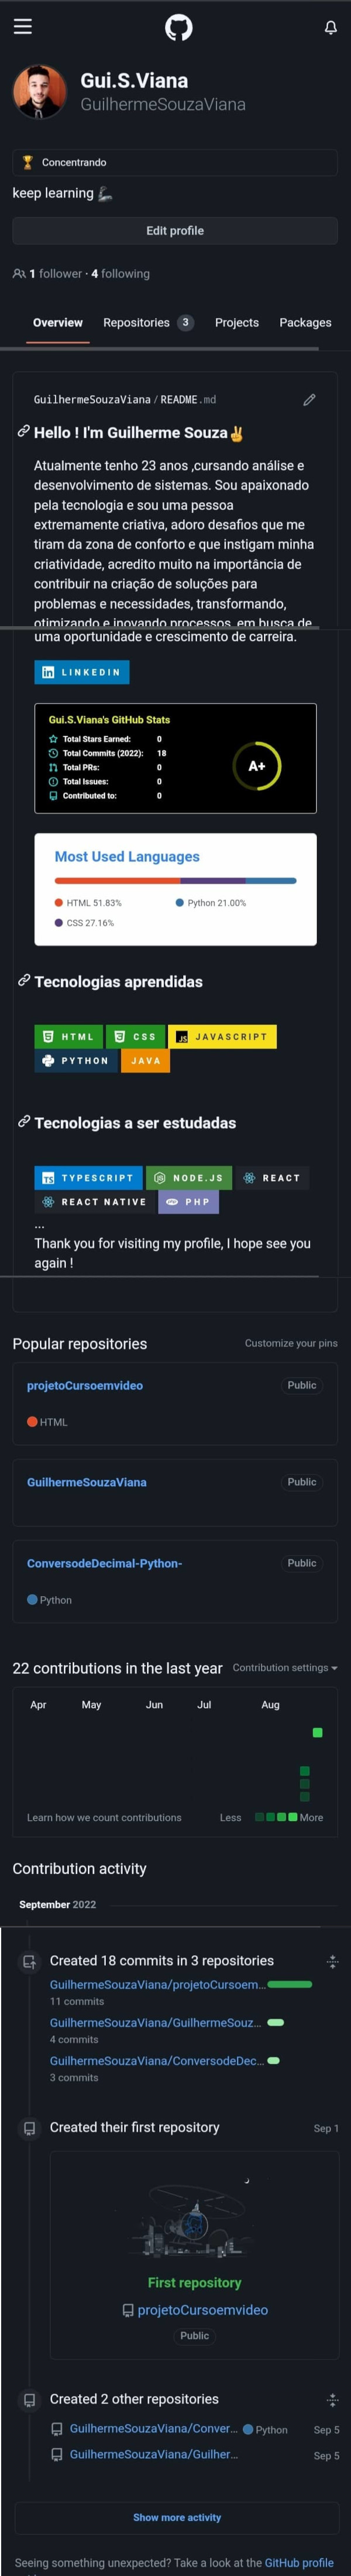 Gui.S.Viana
GuilhermeSouzaViana
Concentrando
keep learning
Edit profile
1 follower · 4 following
Overview Repositories 3 Projects Packages
GuilhermeSouzaViana / README.md
Hello ! I'm Guilherme Souza✌
Atualmente tenho 23 anos ,cursando análise e
desenvolvimento de sistemas. Sou apaixonado
pela tecnologia e sou uma pessoa
extremamente criativa, adoro desafios que me
tiram da zona de conforto e que instigam minha
criatividade, acredito muito na importância de
contribuir na criação de soluções para
problemas e necessidades, transformando,
otimizando e inovando processos, em busca de
uma oportunidade e crescimento de carreira.
LINKEDIN
Gui.S.Viana's GitHub Stats
Total Stars Earned: 0
Total Commits (2022): 18
Total PRs: 0
Total Issues: 0
Contributed to: 0
A+
Most Used Languages
HTML 51.83% Python 21.00%
CSS 27.16%
Tecnologias aprendidas
HTML CSS JS JAVASCRIPT
PYTHON JAVA
Tecnologias a ser estudadas
TS TYPESCRIPT NODE.JS REACT
REACT NATIVE php PHP
...
Thank you for visiting my profile, I hope see you
again !
Popular repositories Customize your pins
projetoCursoemvideo Public
HTML
GuilhermeSouzaViana Public
ConversodeDecimal-Python- Public
Python
22 contributions in the last year Contribution settings
Apr May Jun Jul Aug
Learn how we count contributions Less More
Contribution activity
September 2022
Created 18 commits in 3 repositories
GuilhermeSouzaViana/projetoCursoem...
11 commits
GuilhermeSouzaViana/GuilhermeSouz...
4 commits
GuilhermeSouzaViana/ConversodeDec...
3 commits
Created their first repository Sep 1
First repository
projetoCursoemvideo
Public
Created 2 other repositories
GuilhermeSouzaViana/Conver... Python Sep 5
GuilhermeSouzaViana/Guilher... Sep 5
Show more activity
Seeing something unexpected? Take a look at the GitHub profile